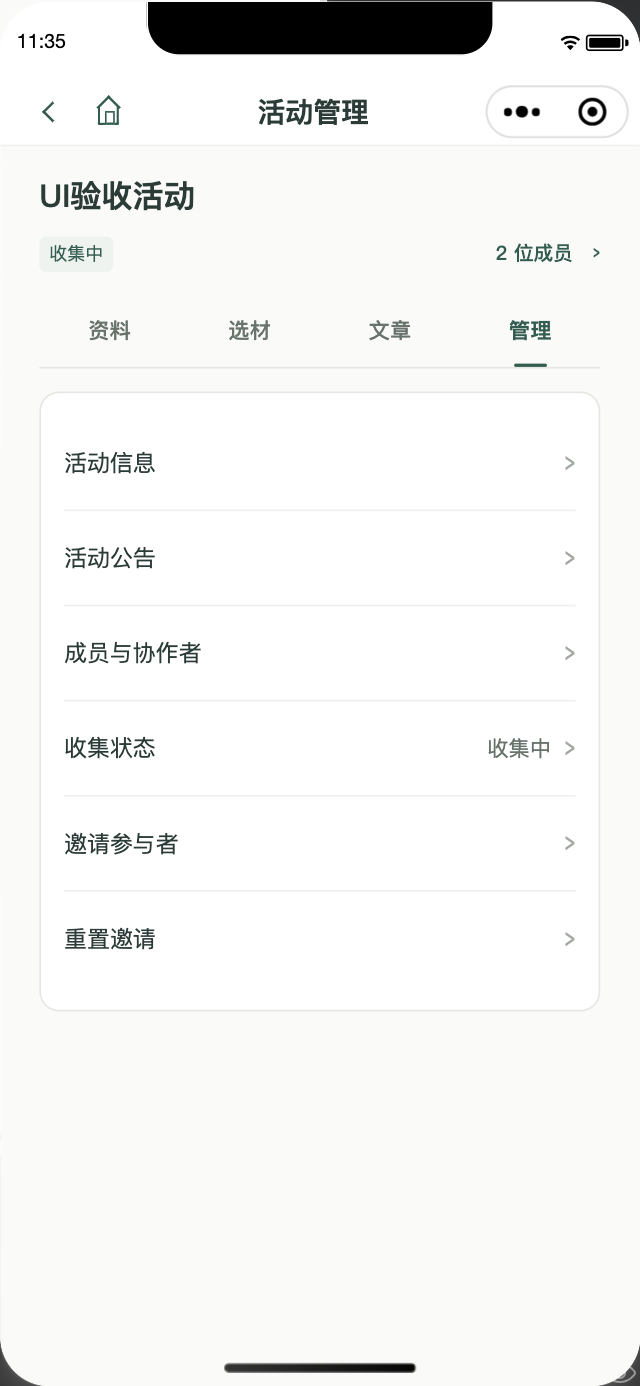 11:35
活动管理
UI验收活动
收集中
2 位成员 >
资料 选材 文章 管理
活动信息 >
活动公告 >
成员与协作者 >
收集状态 收集中 >
邀请参与者 >
重置邀请 >